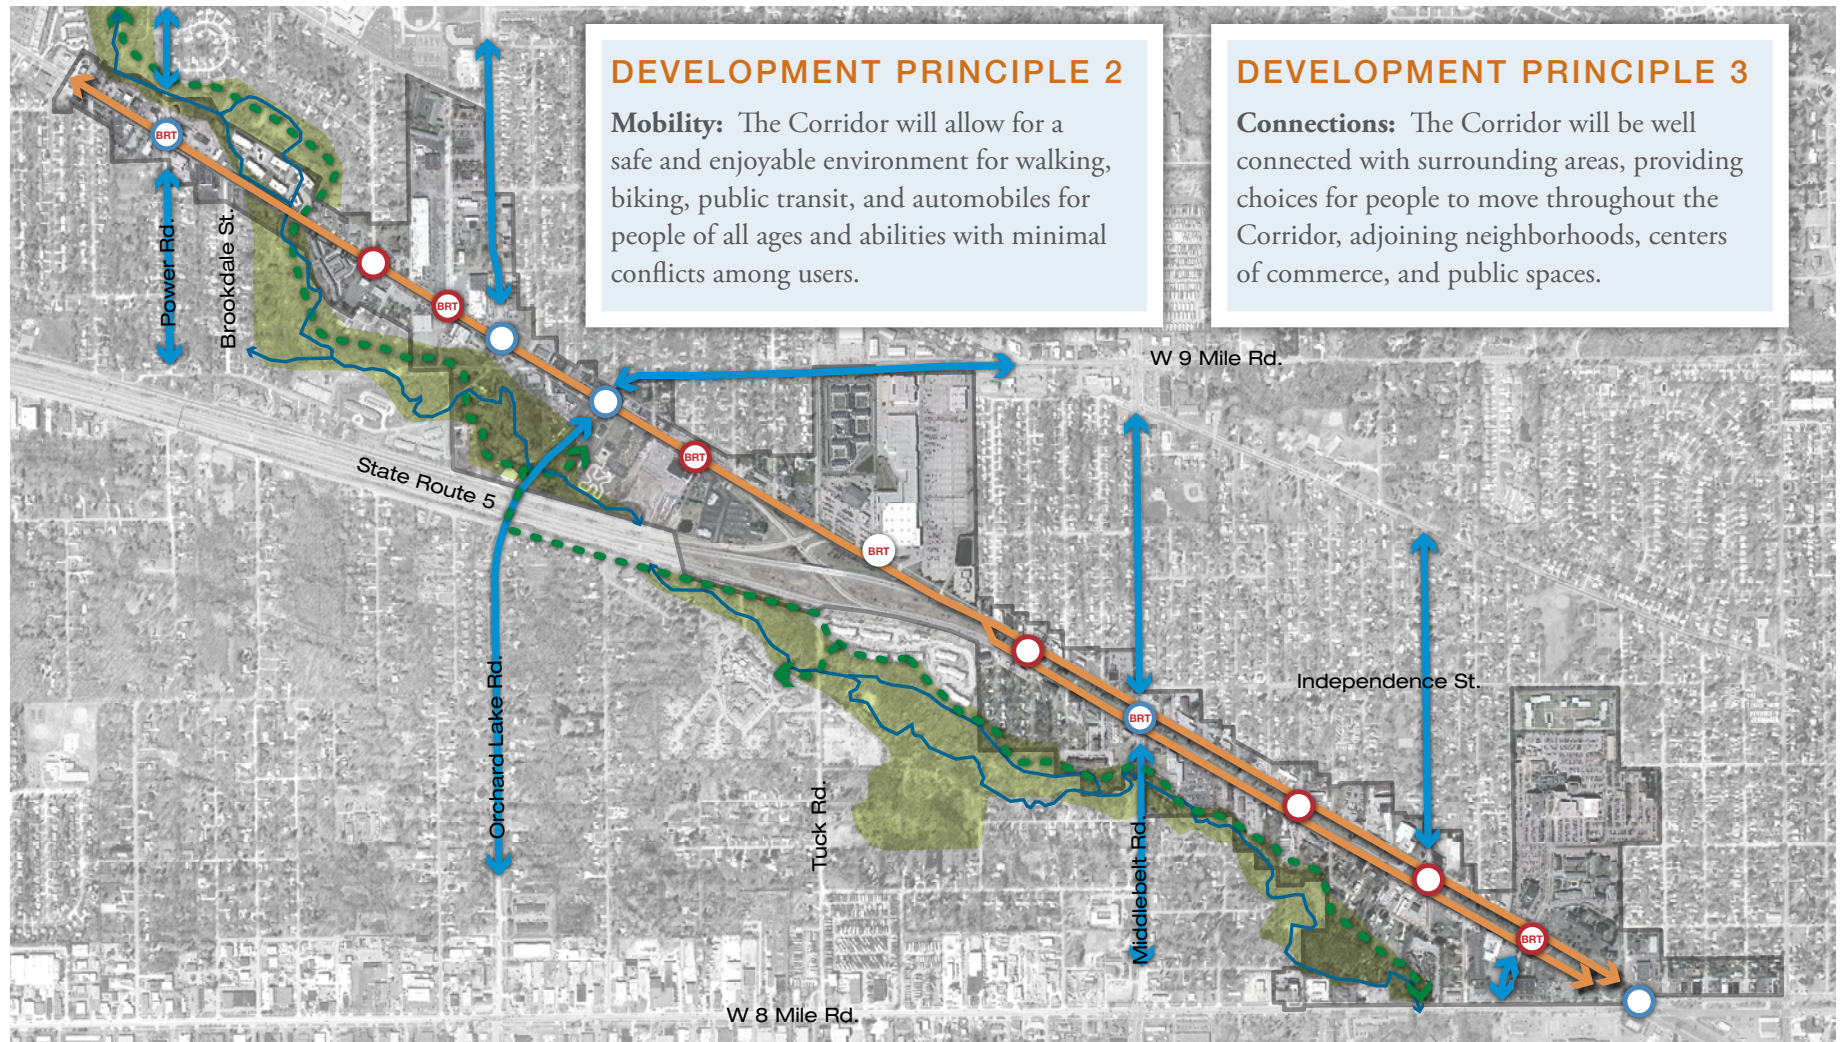 DEVELOPMENT PRINCIPLE 2
Mobility: The Corridor will allow for a
safe and enjoyable environment for walking,
biking, public transit, and automobiles for
people of all ages and abilities with minimal
conflicts among users.
DEVELOPMENT PRINCIPLE 3
Connections: The Corridor will be well
connected with surrounding areas, providing
choices for people to move throughout the
Corridor, adjoining neighborhoods, centers
of commerce, and public spaces.
BRT
Power Rd.
Brookdale St.
BRT
W 9 Mile Rd.
BRT
State Route 5
BRT
Orchard Lake Rd.
Independence St.
BRT
Tuck Rd.
Middlebelt Rd.
BRT
W 8 Mile Rd.